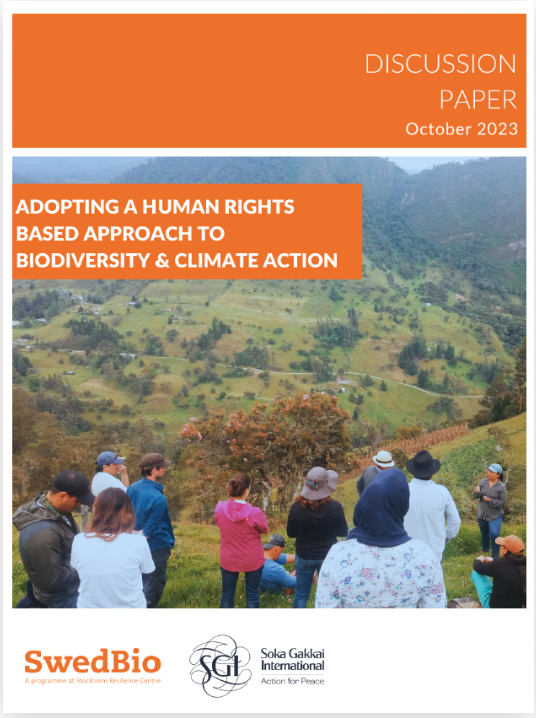 DISCUSSION
PAPER
October 2023
ADOPTING A HUMAN RIGHTS
BASED APPROACH TO
BIODIVERSITY & CLIMATE ACTION
SwedBio
A programme at Stockholm Resilience Centre
SGI
Soka Gakkai
International
Action for Peace